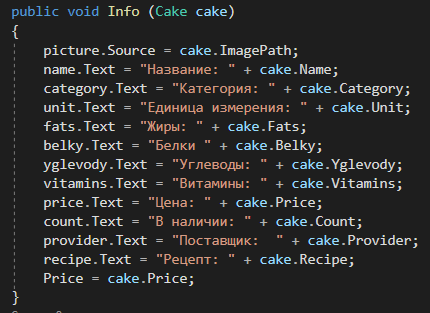 public void Info (Cake cake)
{
picture.Source = cake.ImagePath;
name.Text = "Название: " + cake.Name;
category.Text = "Категория: " + cake.Category;
unit.Text = "Единица измерения: " + cake.Unit;
fats.Text = "Жиры: " + cake.Fats;
belky.Text = "Белки " + cake.Belky;
yglevody.Text = "Углеводы: " + cake.Yglevody;
vitamins.Text = "Витамины: " + cake.Vitamins;
price.Text = "Цена: " + cake.Price;
count.Text = "В наличии: " + cake.Count;
provider.Text = "Поставщик:  " + cake.Provider;
recipe.Text = "Рецепт: " + cake.Recipe;
Price = cake.Price;
}